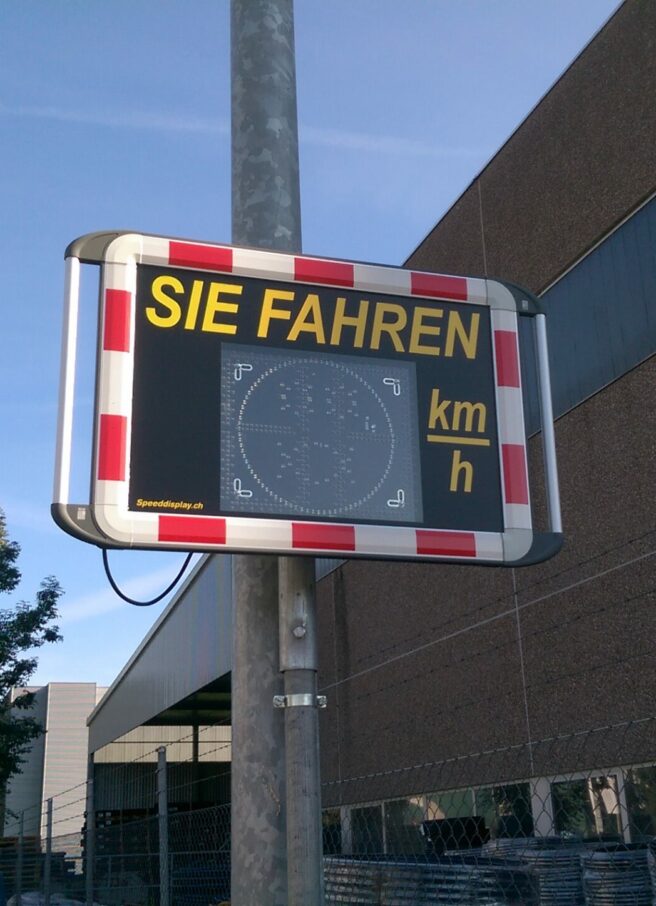 SIE FAHREN
km
h
Speeddisplay.ch